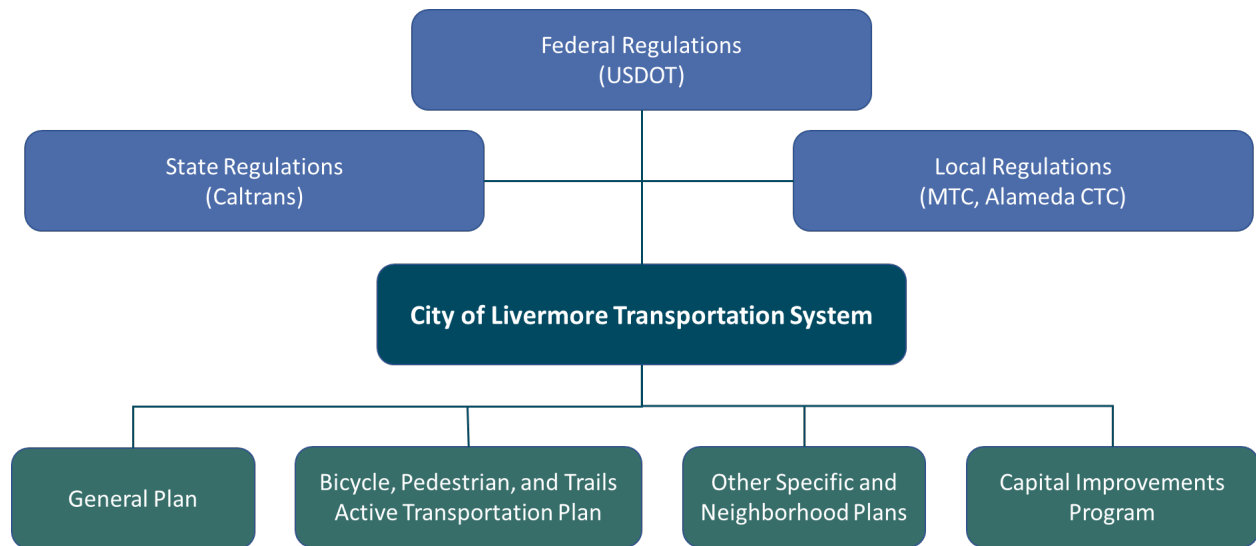 Federal Regulations
(USDOT)
State Regulations
(Caltrans)
Local Regulations
(MTC, Alameda CTC)
City of Livermore Transportation System
General Plan
Bicycle, Pedestrian, and Trails
Active Transportation Plan
Other Specific and
Neighborhood Plans
Capital Improvements
Program